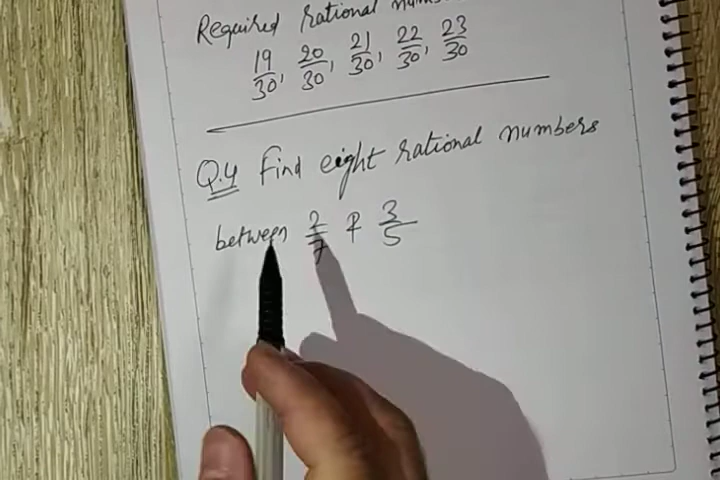 Required rational
19/30, 20/30, 21/30, 22/30, 23/30
Q.4 Find eight rational numbers
between 2/7 & 3/5